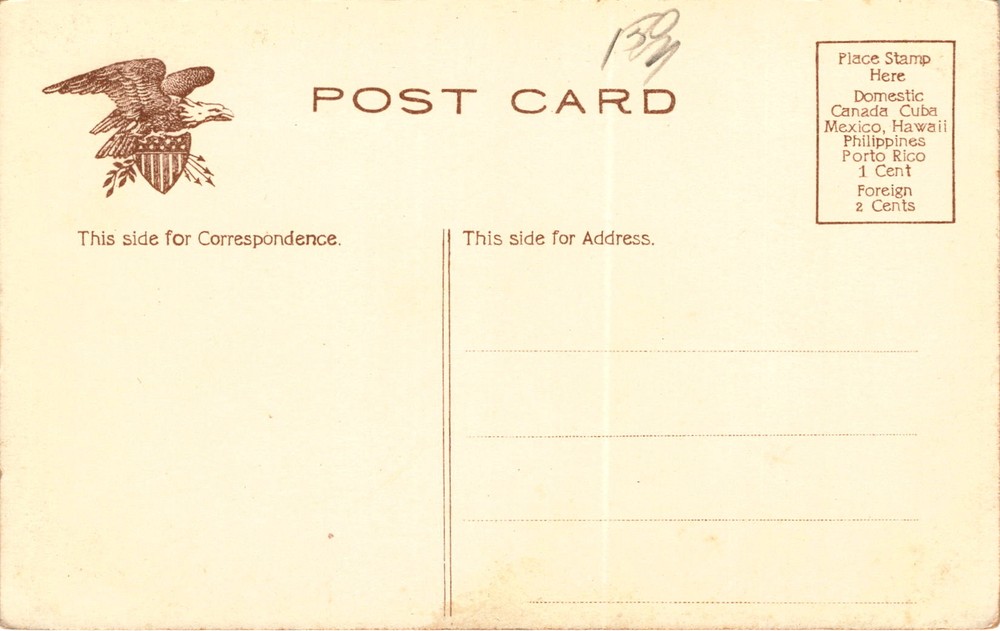 POST CARD
Place Stamp
Here
Domestic
Canada Cuba
Mexico, Hawaii
Philippines
Porto Rico
1 Cent
Foreign
2 Cents
This side for Correspondence.
This side for Address.